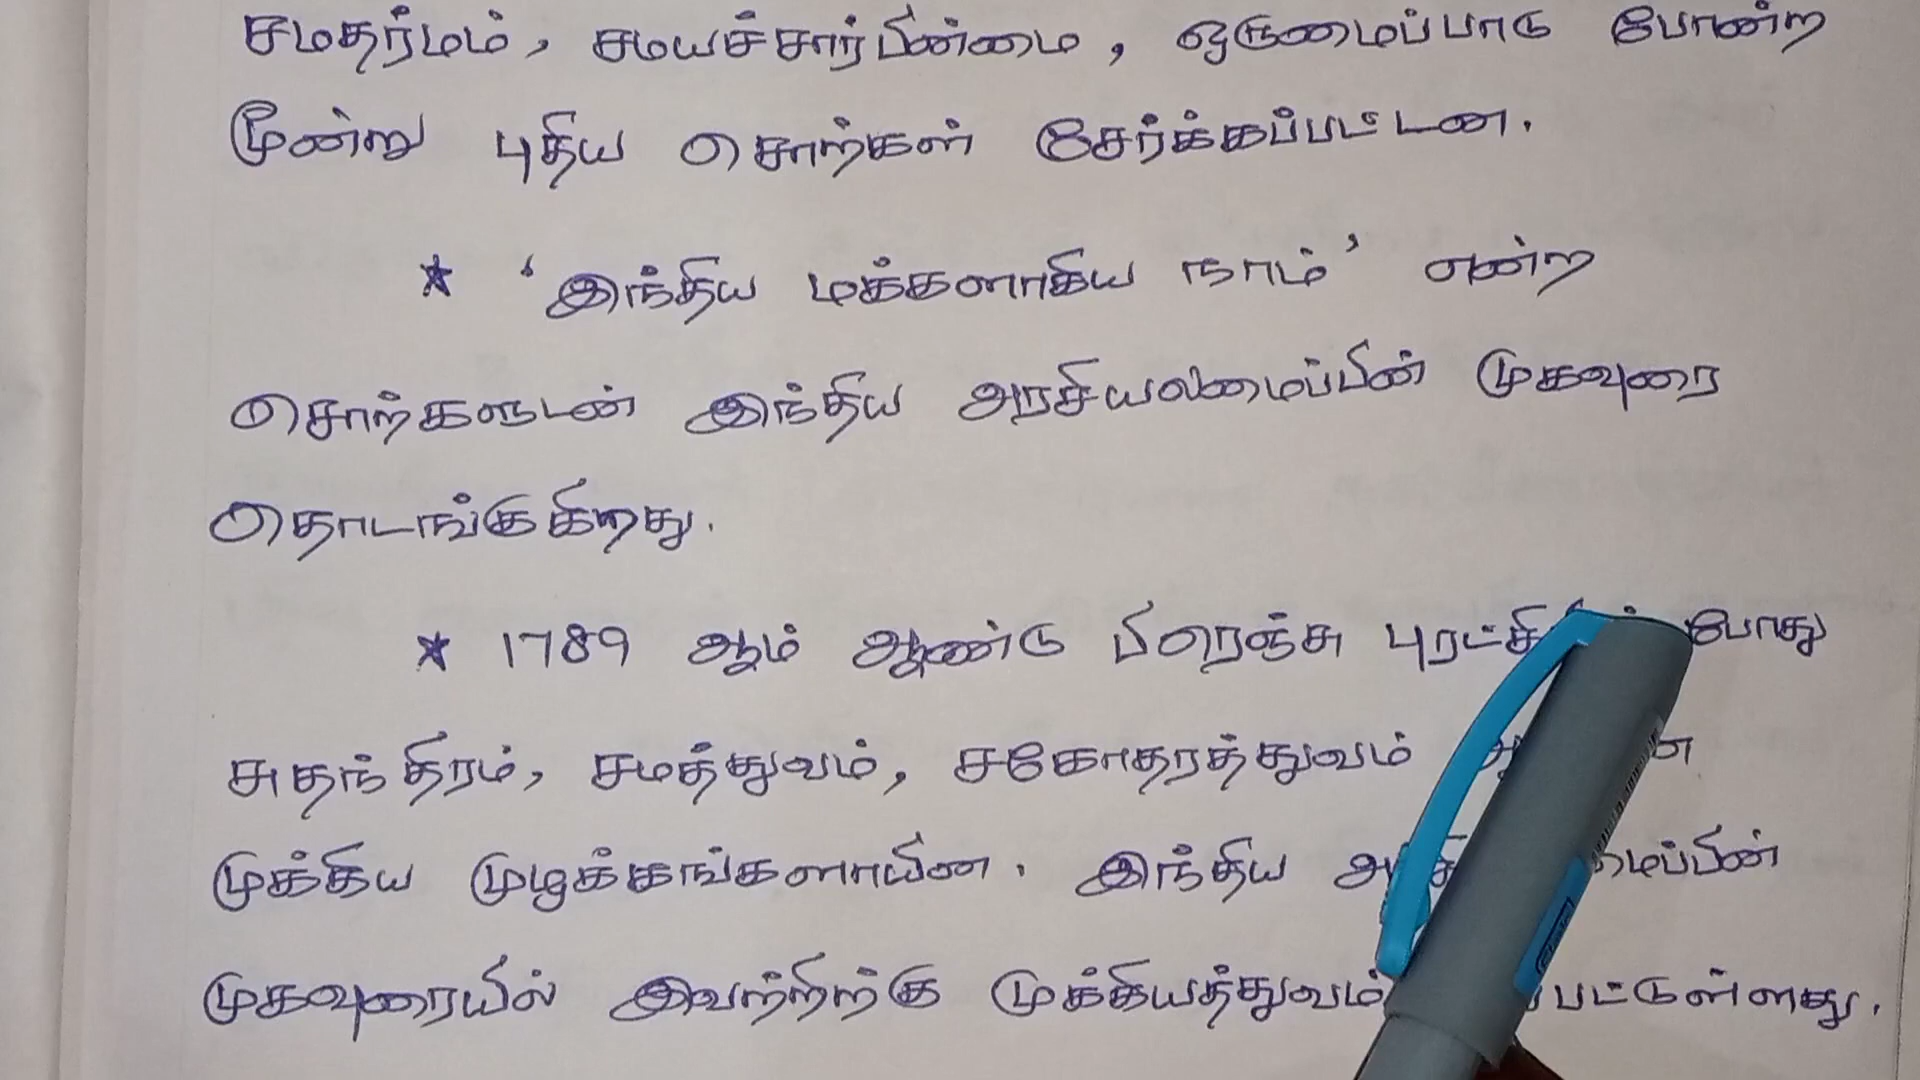 சமதர்மம், சமயச்சார்பின்மை, ஒருமைப்பாடு போன்ற
மூன்று புதிய சொற்கள் சேர்க்கப்பட்டன.
★ 'இந்திய மக்களாகிய நாம்' என்ற
சொற்களுடன் இந்திய அரசியலமைப்பின் முகவுரை
தொடங்குகிறது.
★ 1789 ஆம் ஆண்டு பிரெஞ்சு போது
சுதந்திரம், சமத்துவம், சகோதரத்துவம்
முக்கிய முழக்கங்களாயின. இந்திய
முகவுரையில் இவற்றிற்கு முக்கியத்துவம்